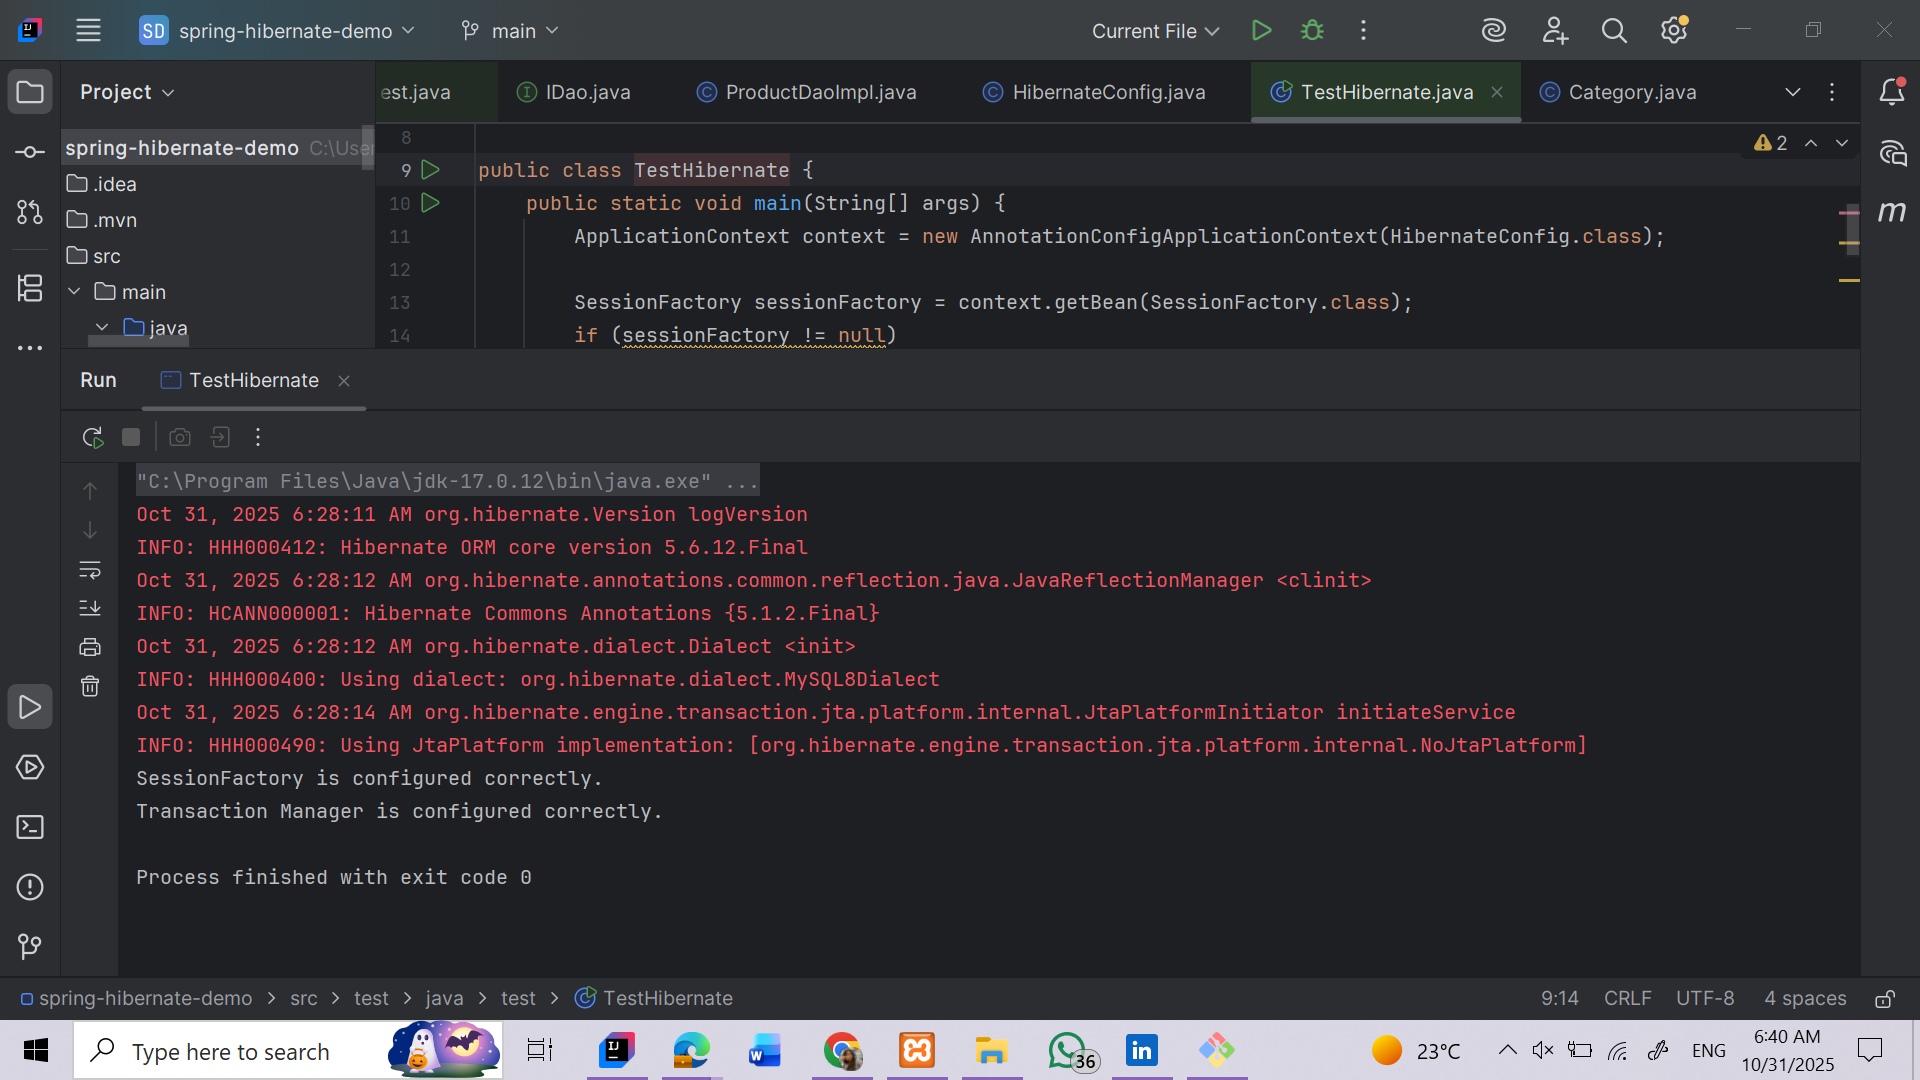 SD spring-hibernate-demo main Current File
Project
est.java IDao.java ProductDaoImpl.java HibernateConfig.java TestHibernate.java Category.java
spring-hibernate-demo C:\User
.idea
.mvn
src
main
java
2
8
9 public class TestHibernate {
10 public static void main(String[] args) {
11 ApplicationContext context = new AnnotationConfigApplicationContext(HibernateConfig.class);
12
13 SessionFactory sessionFactory = context.getBean(SessionFactory.class);
14 if (sessionFactory != null)
m
Run TestHibernate
"C:\Program Files\Java\jdk-17.0.12\bin\java.exe" ...
Oct 31, 2025 6:28:11 AM org.hibernate.Version logVersion
INFO: HHH000412: Hibernate ORM core version 5.6.12.Final
Oct 31, 2025 6:28:12 AM org.hibernate.annotations.common.reflection.java.JavaReflectionManager <clinit>
INFO: HCANN000001: Hibernate Commons Annotations {5.1.2.Final}
Oct 31, 2025 6:28:12 AM org.hibernate.dialect.Dialect <init>
INFO: HHH000400: Using dialect: org.hibernate.dialect.MySQL8Dialect
Oct 31, 2025 6:28:14 AM org.hibernate.engine.transaction.jta.platform.internal.JtaPlatformInitiator initiateService
INFO: HHH000490: Using JtaPlatform implementation: [org.hibernate.engine.transaction.jta.platform.internal.NoJtaPlatform]
SessionFactory is configured correctly.
Transaction Manager is configured correctly.
Process finished with exit code 0
spring-hibernate-demo > src > test > java > test > TestHibernate 9:14 CRLF UTF-8 4 spaces
Type here to search 36 23°C ENG 6:40 AM
10/31/2025